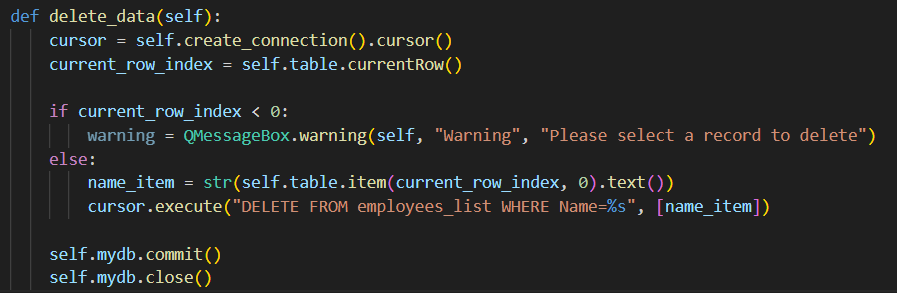 def delete_data(self):
    cursor = self.create_connection().cursor()
    current_row_index = self.table.currentRow()

    if current_row_index < 0:
        warning = QMessageBox.warning(self, "Warning", "Please select a record to delete")
    else:
        name_item = str(self.table.item(current_row_index, 0).text())
        cursor.execute("DELETE FROM employees_list WHERE Name=%s", [name_item])

    self.mydb.commit()
    self.mydb.close()